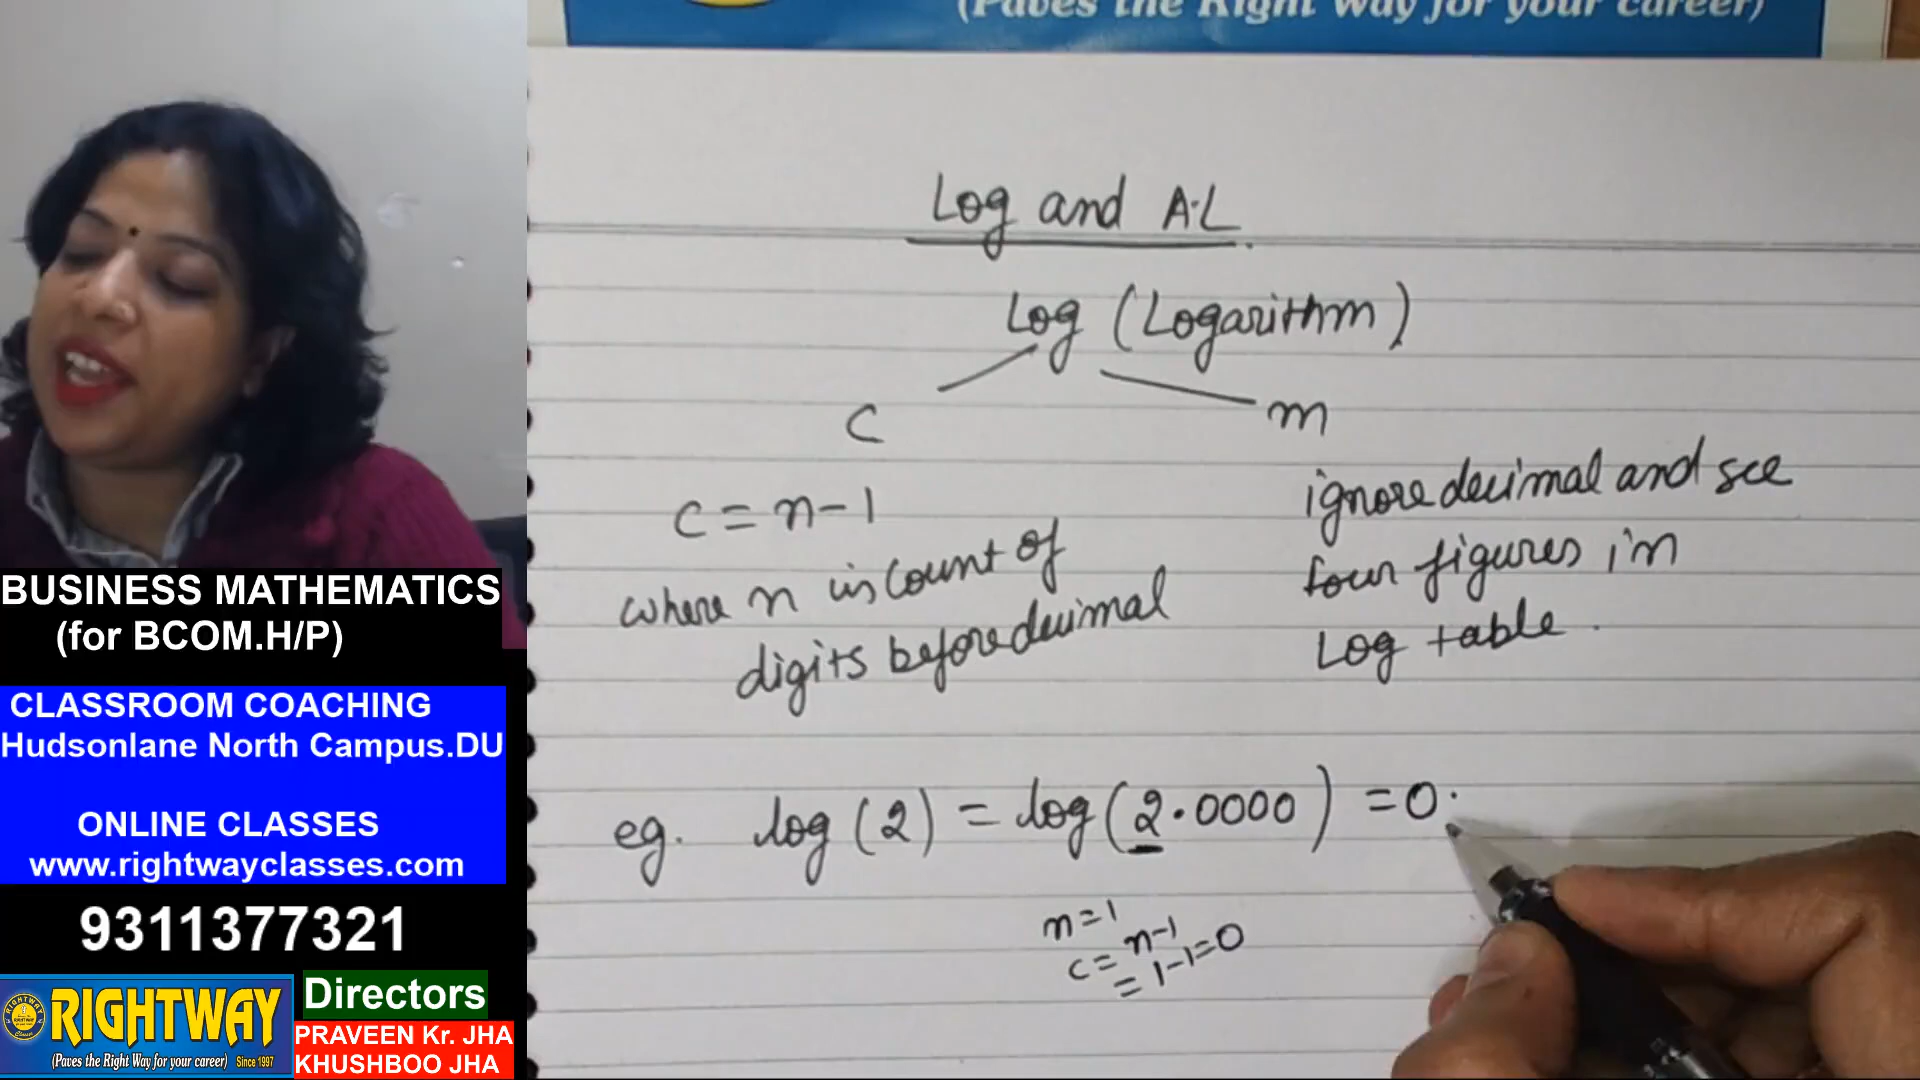 (Paves the Right Way for your career)
Log and A.L
Log (Logarithm)
C
m
C = n-1
where n is count of
digits before decimal
ignore decimal and see
four figures in
Log table.
eg. log (2) = log (2.0000) = 0.
n = 1
c = n-1
= 1-1=0
BUSINESS MATHEMATICS
(for BCOM.H/P)
CLASSROOM COACHING
Hudsonlane North Campus.DU
ONLINE CLASSES
www.rightwayclasses.com
9311377321
RIGHTWAY
(Paves the Right Way for your career) Since 1997
Directors
PRAVEEN Kr. JHA
KHUSHBOO JHA